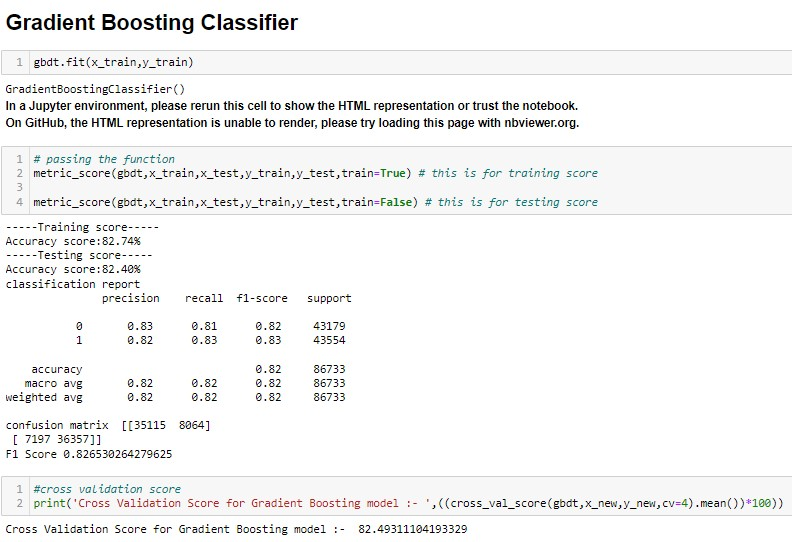 Gradient Boosting Classifier
1 gbdt.fit(x_train,y_train)
GradientBoostingClassifier()
In a Jupyter environment, please rerun this cell to show the HTML representation or trust the notebook.
On GitHub, the HTML representation is unable to render, please try loading this page with nbviewer.org.
1 # passing the function
2 metric_score(gbdt,x_train,x_test,y_train,y_test,train=True) # this is for training score
3
4 metric_score(gbdt,x_train,x_test,y_train,y_test,train=False) # this is for testing score
-----Training score-----
Accuracy score:82.74%
-----Testing score-----
Accuracy score:82.40%
classification report
precision recall f1-score support
0 0.83 0.81 0.82 43179
1 0.82 0.83 0.83 43554
accuracy 0.82 86733
macro avg 0.82 0.82 0.82 86733
weighted avg 0.82 0.82 0.82 86733
confusion matrix [[35115 8064]
[ 7197 36357]]
F1 Score 0.826530264279625
1 #cross validation score
2 print('Cross Validation Score for Gradient Boosting model :- ',((cross_val_score(gbdt,x_new,y_new,cv=4).mean())*100))
Cross Validation Score for Gradient Boosting model :- 82.49311104193329